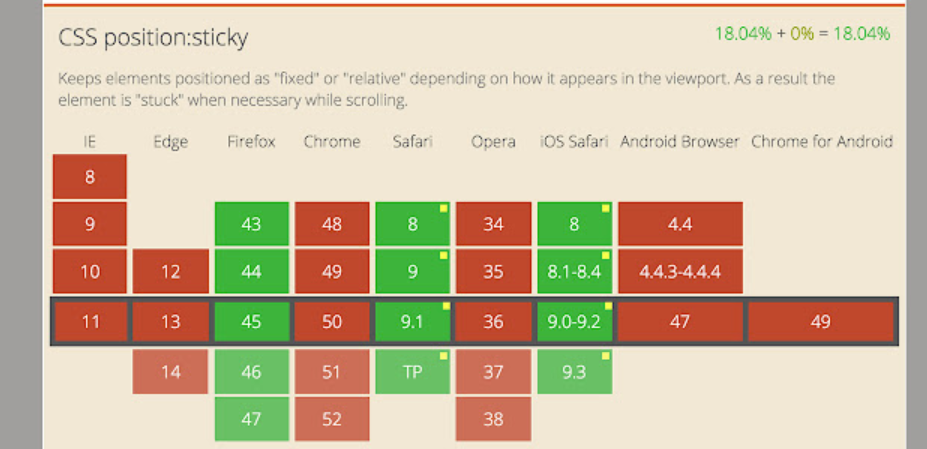 CSS position:sticky
18.04% + 0% = 18.04%
Keeps elements positioned as "fixed" or "relative" depending on how it appears in the viewport. As a result the
element is "stuck" when necessary while scrolling.
IE Edge Firefox Chrome Safari Opera iOS Safari Android Browser Chrome for Android
8
9 43 48 8 34 8 4.4
10 12 44 49 9 35 8.1-8.4 4.4.3-4.4.4
11 13 45 50 9.1 36 9.0-9.2 47 49
14 46 51 TP 37 9.3
47 52 38